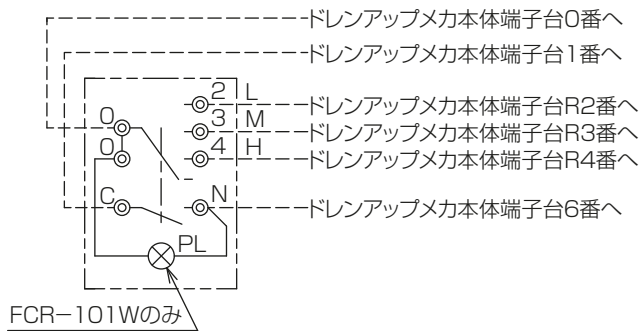 ドレンアップメカ本体端子台0番へ
ドレンアップメカ本体端子台1番へ
2 L ドレンアップメカ本体端子台R2番へ
0 3 M ドレンアップメカ本体端子台R3番へ
0 4 H ドレンアップメカ本体端子台R4番へ
C N ドレンアップメカ本体端子台6番へ
PL
FCR−101Wのみ